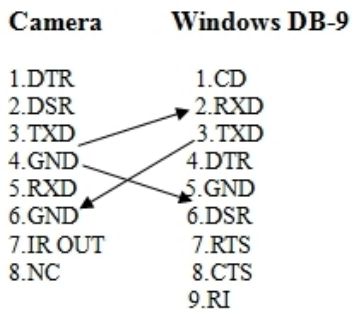 Camera Windows DB-9
1.DTR 1.CD
2.DSR 2.RXD
3.TXD 3.TXD
4.GND 4.DTR
5.RXD 5.GND
6.GND 6.DSR
7.IR OUT 7.RTS
8.NC 8.CTS
9.RI